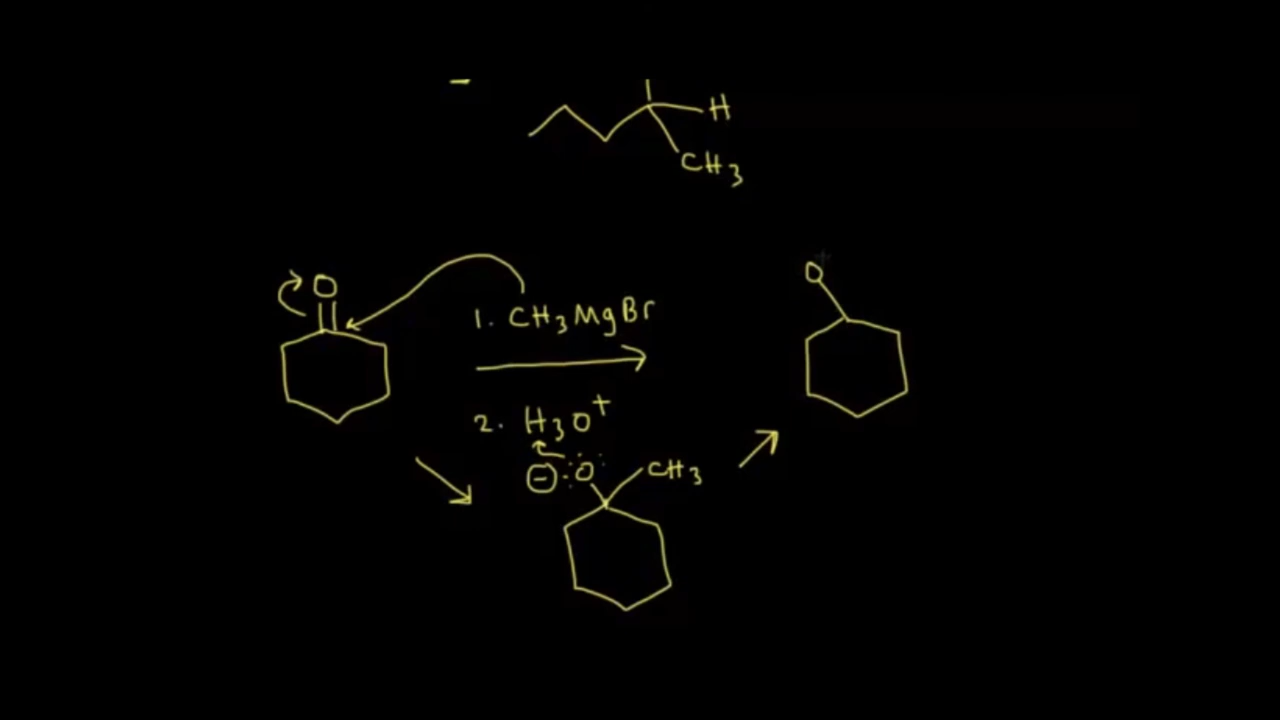 H
CH3
O
O
1. CH3MgBr
2. H3O+
⊖ :O: CH3